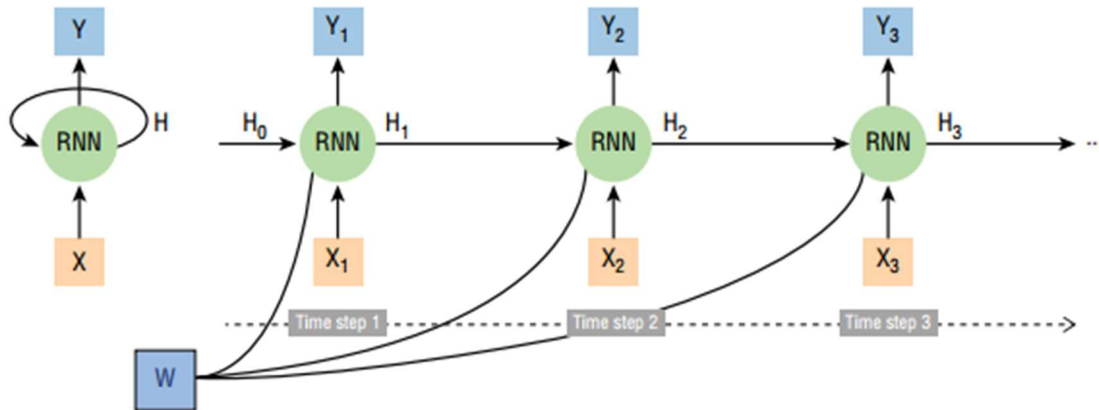 Y Y₁ Y₂ Y₃
RNN H H₀ RNN H₁ RNN H₂ RNN H₃ ..
X X₁ X₂ X₃
Time step 1 Time step 2 Time step 3
W